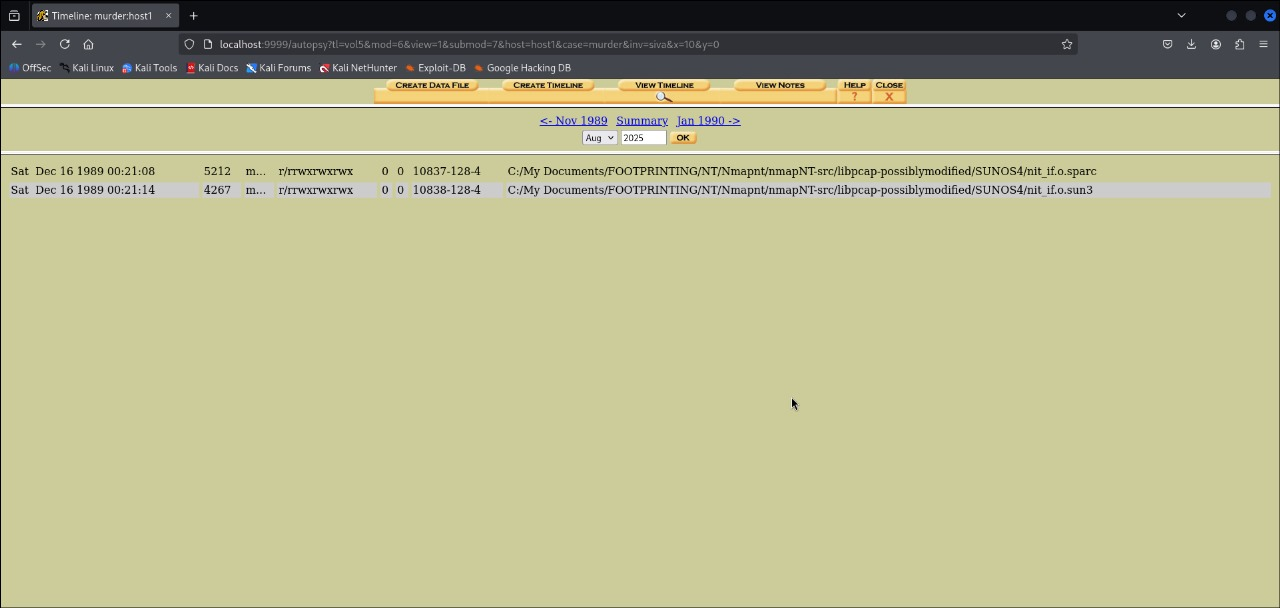 Timeline: murder:host1
localhost:9999/autopsy?tl=vol5&mod=6&view=1&submod=7&host=host1&case=murder&inv=siva&x=10&y=0
OffSec Kali Linux Kali Tools Kali Docs Kali Forums Kali NetHunter Exploit-DB Google Hacking DB
CREATE DATA FILE CREATE TIMELINE VIEW TIMELINE VIEW NOTES HELP CLOSE
? X
<- Nov 1989 Summary Jan 1990 ->
Aug 2025 OK
Sat Dec 16 1989 00:21:08 5212 m... r/rrwxrwxrwx 0 0 10837-128-4 C:/My Documents/FOOTPRINTING/NT/Nmapnt/nmapNT-src/libpcap-possiblymodified/SUNOS4/nit_if.o.sparc
Sat Dec 16 1989 00:21:14 4267 m... r/rrwxrwxrwx 0 0 10838-128-4 C:/My Documents/FOOTPRINTING/NT/Nmapnt/nmapNT-src/libpcap-possiblymodified/SUNOS4/nit_if.o.sun3